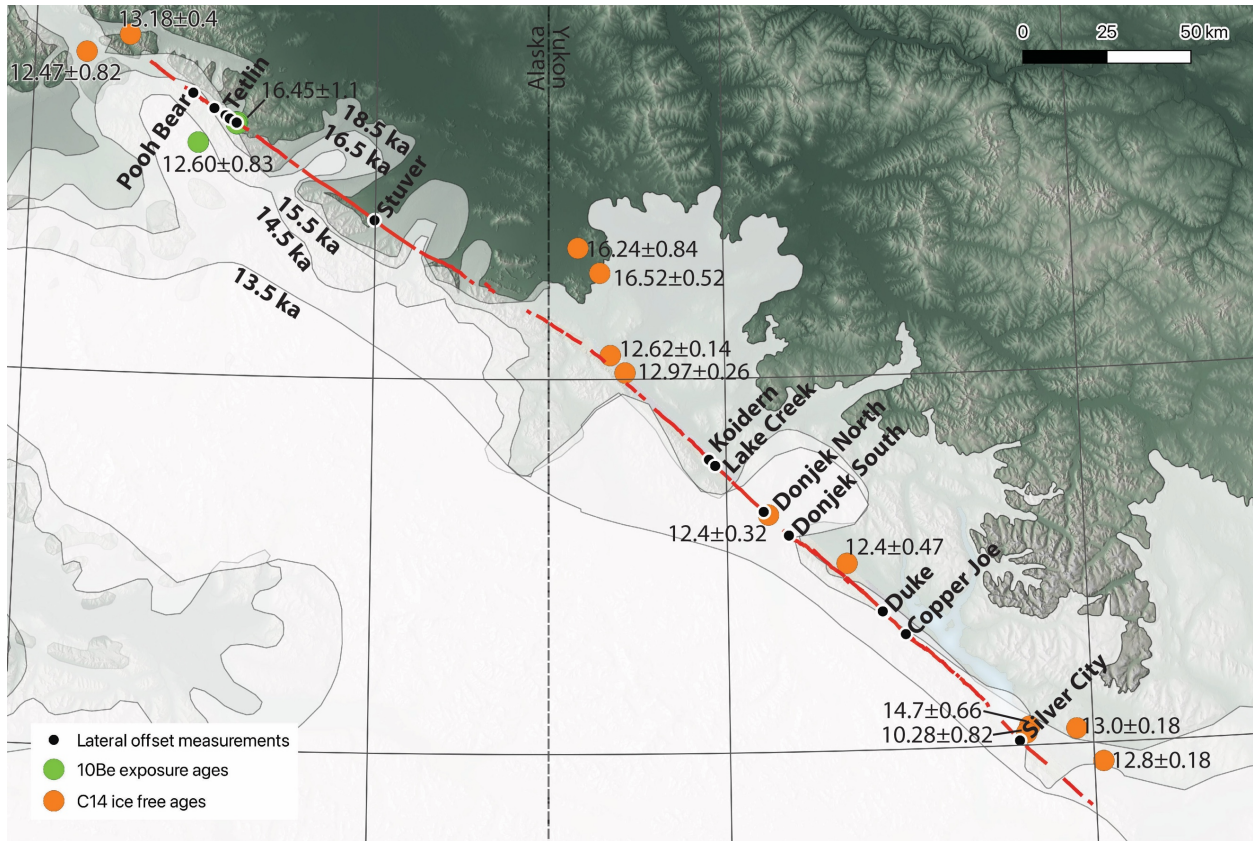 13.18±0.4
12.47±0.82
Pooh Bear
Tetlin
16.45±1.1
12.60±0.83
18.5 ka
16.5 ka
15.5 ka
14.5 ka
13.5 ka
Stuver
Alaska
Yukon
0 25 50 km
16.24±0.84
16.52±0.52
12.62±0.14
12.97±0.26
Koidern
Lake Creek
Donjek North
Donjek South
12.4±0.32
12.4±0.47
Duke
Copper Joe
Silver City
14.7±0.66
10.28±0.82
13.0±0.18
12.8±0.18
Lateral offset measurements
10Be exposure ages
C14 ice free ages